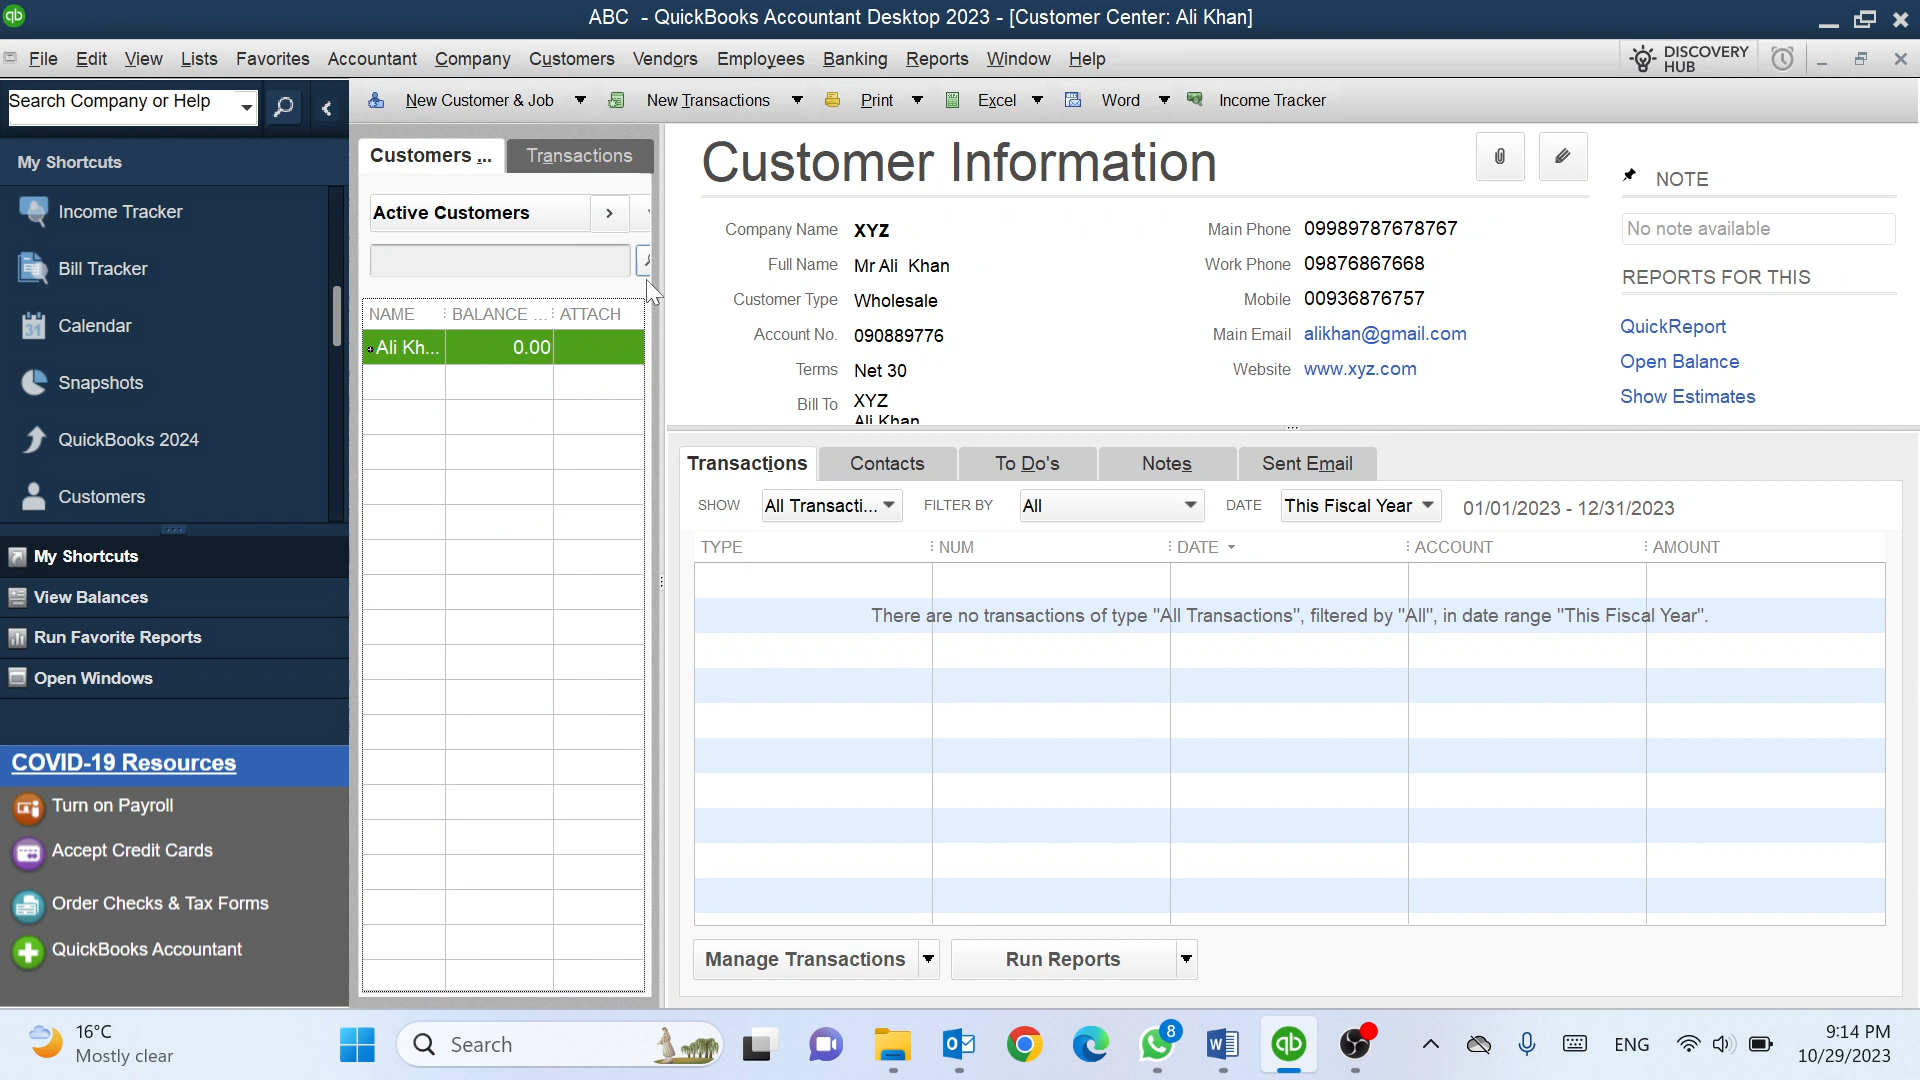 ABC - QuickBooks Accountant Desktop 2023 - [Customer Center: Ali Khan]
File Edit View Lists Favorites Accountant Company Customers Vendors Employees Banking Reports Window Help
DISCOVERY HUB
Search Company or Help
New Customer & Job New Transactions Print Excel Word Income Tracker
My Shortcuts
Income Tracker
Bill Tracker
31
Calendar
Snapshots
QuickBooks 2024
Customers
My Shortcuts
View Balances
Run Favorite Reports
Open Windows
COVID-19 Resources
Turn on Payroll
Accept Credit Cards
Order Checks & Tax Forms
QuickBooks Accountant
Customers ... Transactions
Active Customers
NAME BALANCE ... ATTACH
Ali Kh... 0.00
Customer Information
Company Name XYZ
Full Name Mr Ali Khan
Customer Type Wholesale
Account No. 090889776
Terms Net 30
Bill To XYZ
Ali Khan
Main Phone 09989787678767
Work Phone 09876867668
Mobile 00936876757
Main Email alikhan@gmail.com
Website www.xyz.com
NOTE
No note available
REPORTS FOR THIS
QuickReport
Open Balance
Show Estimates
Transactions Contacts To Do's Notes Sent Email
SHOW All Transacti... FILTER BY All DATE This Fiscal Year 01/01/2023 - 12/31/2023
TYPE NUM DATE ACCOUNT AMOUNT
There are no transactions of type "All Transactions", filtered by "All", in date range "This Fiscal Year".
Manage Transactions Run Reports
16°C
Mostly clear
Search
8
qb
ENG
9:14 PM
10/29/2023